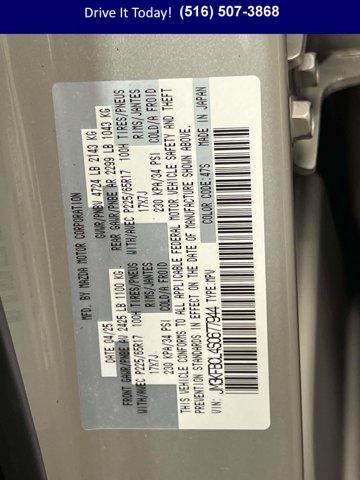 Drive It Today! (516) 507-3868
MFD. BY MAZDA MOTOR CORPORATION
DATE 04/25 GVWR/PNBV 4724 LB 2143 KG
FRONT GAWR/PNBE AV 2425 LB 1100 KG REAR GAWR/PNBE AR 2299 LB 1043 KG
WITH/AVEC P225/65R17 100H TIRES/PNEUS WITH/AVEC P225/65R17 100H TIRES/PNEUS
17X7J RIMS/JANTES 17X7J RIMS/JANTES
230 KPA/34 PSI COLD/A FROID 230 KPA/34 PSI COLD/A FROID
THIS VEHICLE CONFORMS TO ALL APPLICABLE FEDERAL MOTOR VEHICLE SAFETY AND THEFT
PREVENTION STANDARDS IN EFFECT ON THE DATE OF MANUFACTURE SHOWN ABOVE.
VIN: JM3KFBCL4S0677944 TYPE:MPV COLOR CODE:47S MADE IN JAPAN